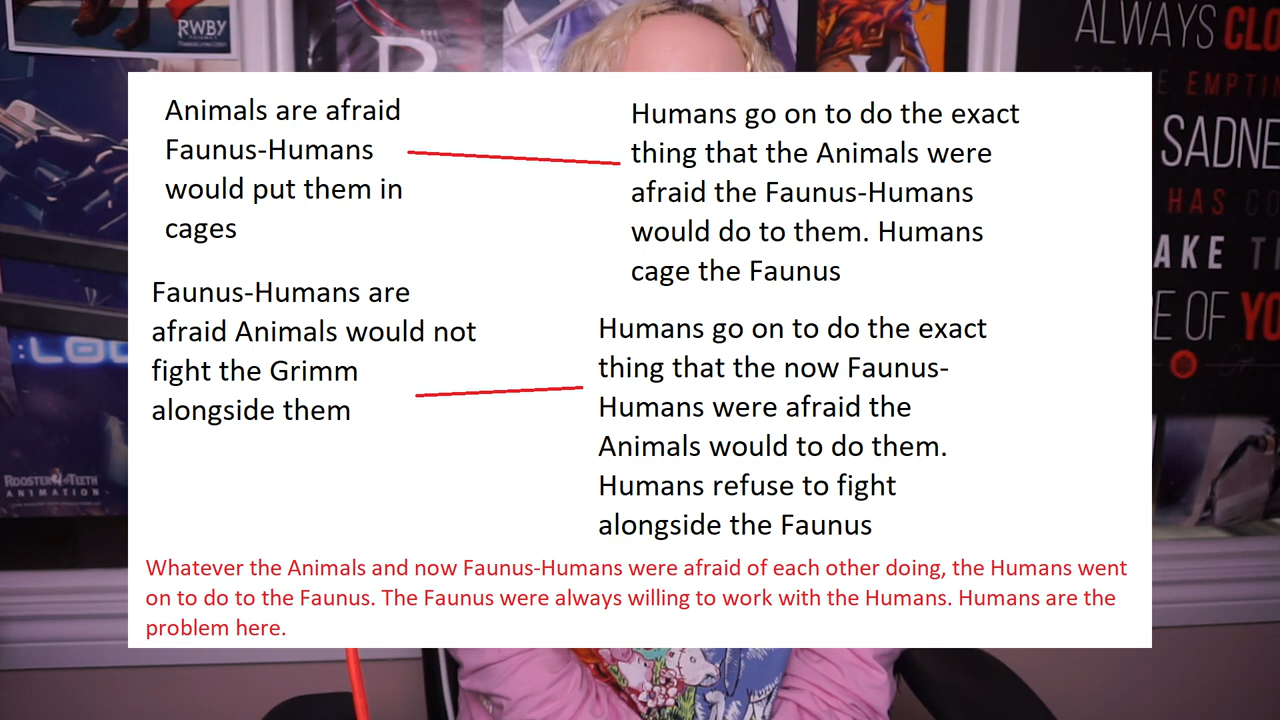 RWBY
ALWAYS CLO
TO THE EMPTIN
SADNE
HAS CO
AKE T
E OF YO
:LOL
ROOSTER TEETH
ANIMATION
Animals are afraid
Faunus-Humans
would put them in
cages
Humans go on to do the exact
thing that the Animals were
afraid the Faunus-Humans
would do to them. Humans
cage the Faunus
Faunus-Humans are
afraid Animals would not
fight the Grimm
alongside them
Humans go on to do the exact
thing that the now Faunus-
Humans were afraid the
Animals would to do them.
Humans refuse to fight
alongside the Faunus
Whatever the Animals and now Faunus-Humans were afraid of each other doing, the Humans went
on to do to the Faunus. The Faunus were always willing to work with the Humans. Humans are the
problem here.